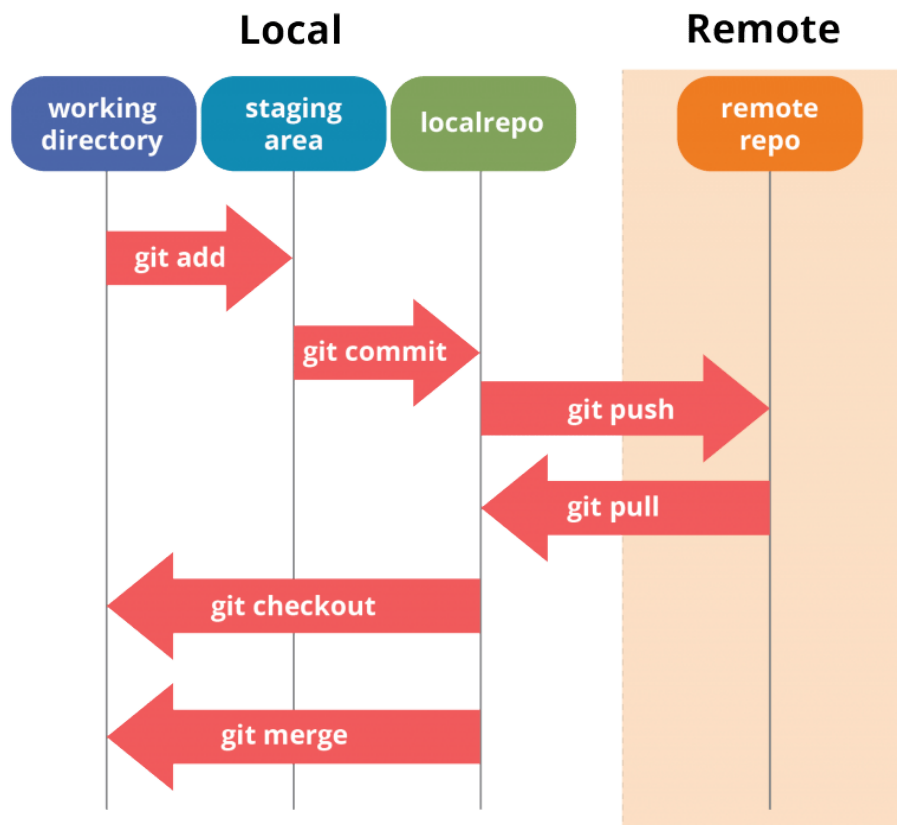 Local
Remote
working
directory
staging
area
localrepo
remote
repo
git add
git commit
git push
git pull
git checkout
git merge